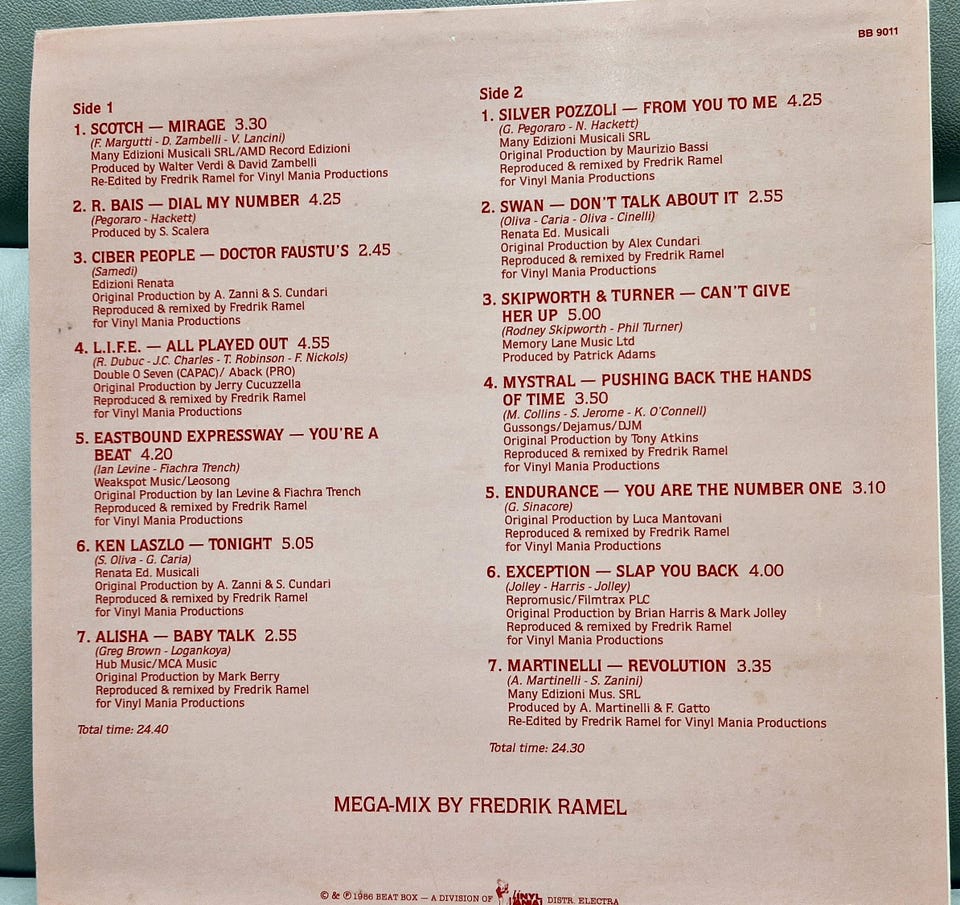 BB 9011
Side 1
1. SCOTCH — MIRAGE 3.30
(F. Margutti - D. Zambelli - V. Lancini)
Many Edizioni Musicali SRL/AMD Record Edizioni
Produced by Walter Verdi & David Zambelli
Re-Edited by Fredrik Ramel for Vinyl Mania Productions
2. R. BAIS — DIAL MY NUMBER 4.25
(Pegoraro - Hackett)
Produced by S. Scalera
3. CIBER PEOPLE — DOCTOR FAUSTU'S 2.45
(Samedi)
Edizioni Renata
Original Production by A. Zanni & S. Cundari
Reproduced & remixed by Fredrik Ramel
for Vinyl Mania Productions
4. L.I.F.E. — ALL PLAYED OUT 4.55
(R. Dubuc - J.C. Charles - T. Robinson - F. Nickols)
Double O Seven (CAPAC)/ Aback (PRO)
Original Production by Jerry Cucuzzella
Reproduced & remixed by Fredrik Ramel
for Vinyl Mania Productions
5. EASTBOUND EXPRESSWAY — YOU'RE A
BEAT 4.20
(Ian Levine - Fiachra Trench)
Weakspot Music/Leosong
Original Production by Ian Levine & Fiachra Trench
Reproduced & remixed by Fredrik Ramel
for Vinyl Mania Productions
6. KEN LASZLO — TONIGHT 5.05
(S. Oliva - G. Caria)
Renata Ed. Musicali
Original Production by A. Zanni & S. Cundari
Reproduced & remixed by Fredrik Ramel
for Vinyl Mania Productions
7. ALISHA — BABY TALK 2.55
(Greg Brown - Logankoya)
Hub Music/MCA Music
Original Production by Mark Berry
Reproduced & remixed by Fredrik Ramel
for Vinyl Mania Productions
Total time: 24.40
Side 2
1. SILVER POZZOLI — FROM YOU TO ME 4.25
(G. Pegoraro - N. Hackett)
Many Edizioni Musicali SRL
Original Production by Maurizio Bassi
Reproduced & remixed by Fredrik Ramel
for Vinyl Mania Productions
2. SWAN — DON'T TALK ABOUT IT 2.55
(Oliva - Caria - Oliva - Cinelli)
Renata Ed. Musicali
Original Production by Alex Cundari
Reproduced & remixed by Fredrik Ramel
for Vinyl Mania Productions
3. SKIPWORTH & TURNER — CAN'T GIVE
HER UP 5.00
(Rodney Skipworth - Phil Turner)
Memory Lane Music Ltd
Produced by Patrick Adams
4. MYSTRAL — PUSHING BACK THE HANDS
OF TIME 3.50
(M. Collins - S. Jerome - K. O'Connell)
Gussongs/Dejamus/DJM
Original Production by Tony Atkins
Reproduced & remixed by Fredrik Ramel
for Vinyl Mania Productions
5. ENDURANCE — YOU ARE THE NUMBER ONE 3.10
(G. Sinacore)
Original Production by Luca Mantovani
Reproduced & remixed by Fredrik Ramel
for Vinyl Mania Productions
6. EXCEPTION — SLAP YOU BACK 4.00
(Jolley - Harris - Jolley)
Repromusic/Filmtrax PLC
Original Production by Brian Harris & Mark Jolley
Reproduced & remixed by Fredrik Ramel
for Vinyl Mania Productions
7. MARTINELLI — REVOLUTION 3.35
(A. Martinelli - S. Zanini)
Many Edizioni Mus. SRL
Produced by A. Martinelli & F. Gatto
Re-Edited by Fredrik Ramel for Vinyl Mania Productions
Total time: 24.30
MEGA-MIX BY FREDRIK RAMEL
© & ℗ 1986 BEAT BOX — A DIVISION OF VINYL MANIA DISTR. ELECTRA